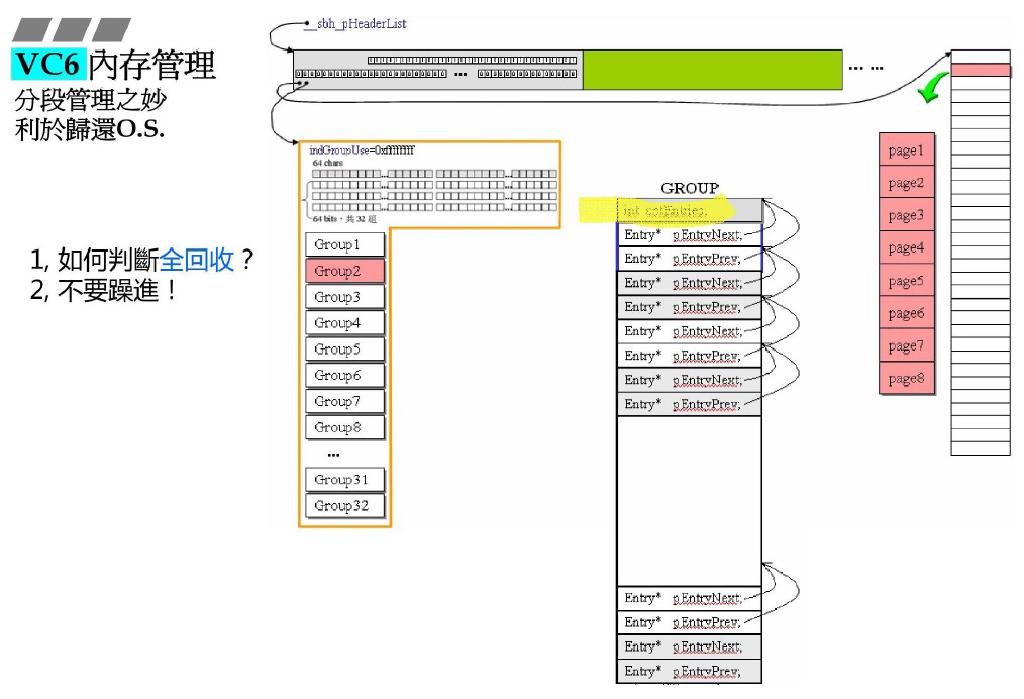 __sbh_pHeaderList
VC6 內存管理
分段管理之妙
利於歸還O.S.
1, 如何判斷全回收？
2, 不要躁進！
indGroupUse=0xffffffff
64 chars
64 bits，共 32 組
Group1
Group2
Group3
Group4
Group5
Group6
Group7
Group8
...
Group31
Group32
GROUP
int cntEntries;
Entry* pEntryNext;
Entry* pEntryPrev;
Entry* pEntryNext;
Entry* pEntryPrev;
Entry* pEntryNext;
Entry* pEntryPrev;
Entry* pEntryNext;
Entry* pEntryPrev;
Entry* pEntryNext;
Entry* pEntryPrev;
Entry* pEntryNext;
Entry* pEntryPrev;
... ...
page1
page2
page3
page4
page5
page6
page7
page8